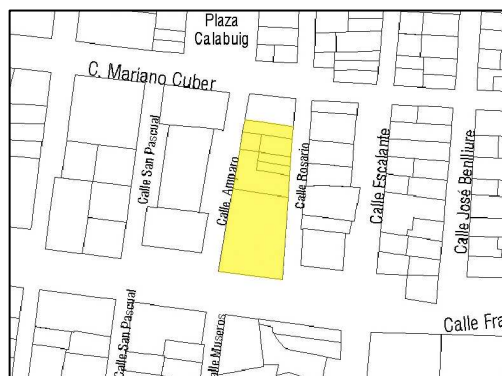 Plaza
Calabuig
C. Mariano Cuber
Calle San Pascual
Calle Amparo
Calle Rosario
Calle Escalante
Calle José Benlliure
Calle San Pascual
Calle Museros
Calle Fra